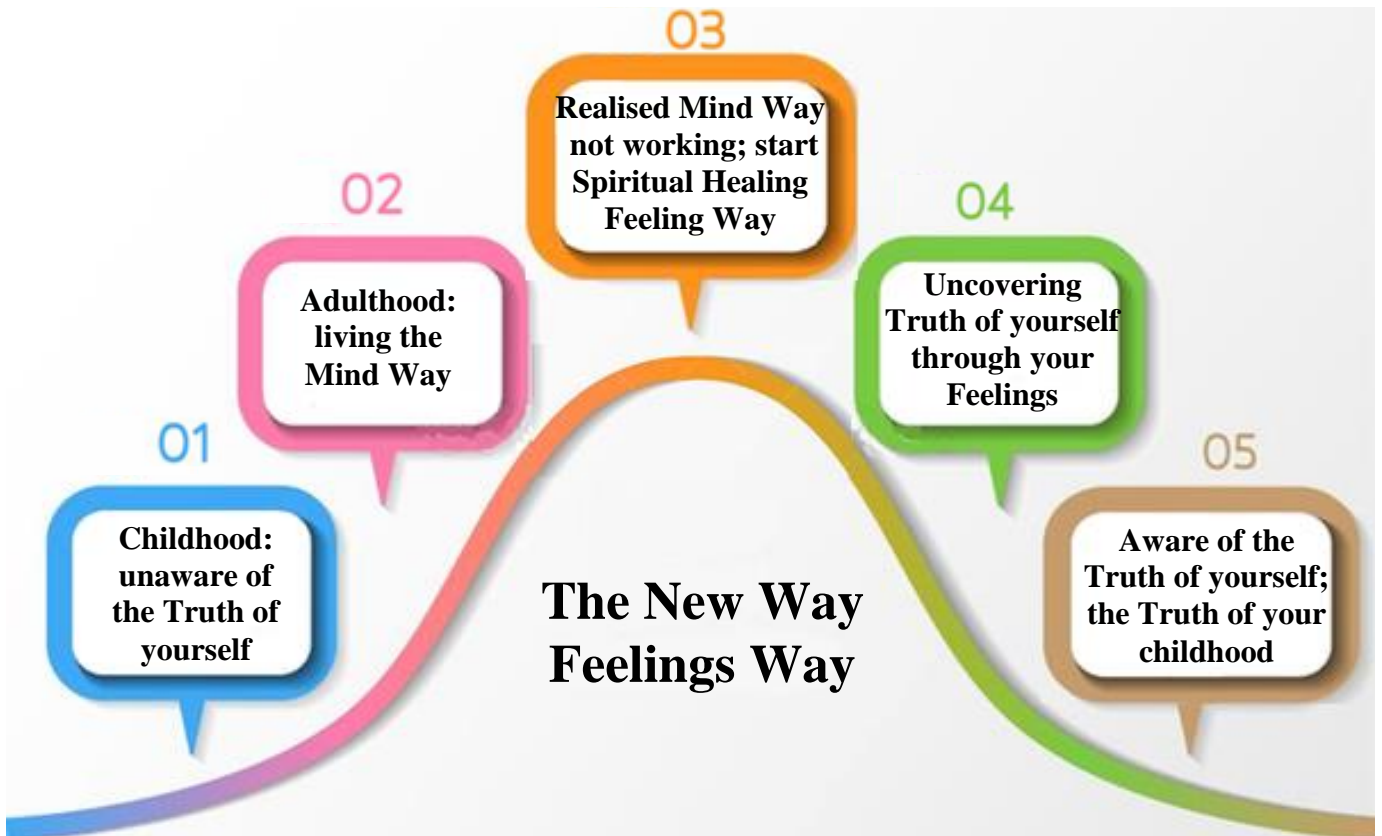 01
Childhood:
unaware of
the Truth of
yourself
02
Adulthood:
living the
Mind Way
03
Realised Mind Way
not working; start
Spiritual Healing
Feeling Way
04
Uncovering
Truth of yourself
through your
Feelings
05
Aware of the
Truth of yourself;
the Truth of your
childhood
The New Way
Feelings Way